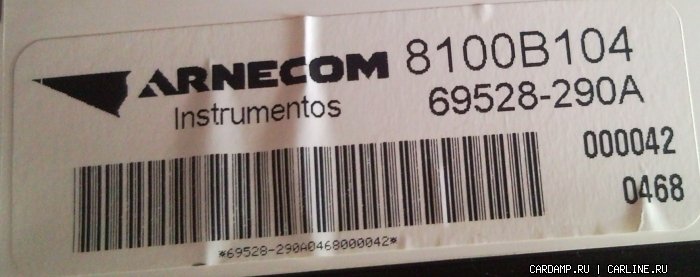 ARNECOM 8100B104
Instrumentos 69528-290A
000042
0468
*69528-290A0468000042*
CARDAMP.RU | CARLINE.RU